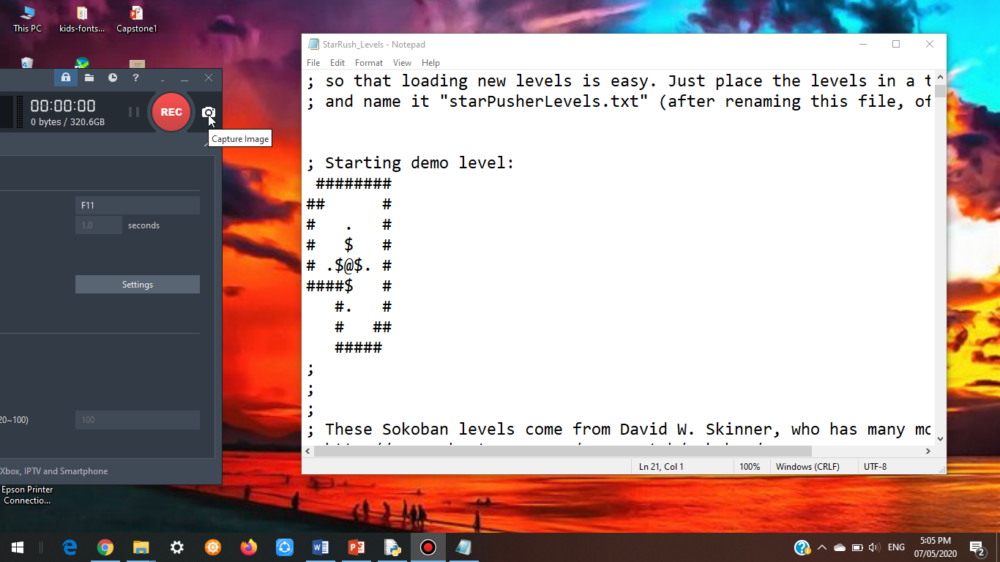 This PC
kids-fonts...
Capstone1
00:00:00
0 bytes / 320.6GB
REC
Capture Image
F11
1.0
seconds
Settings
20~100)
100
Xbox, IPTV and Smartphone
Epson Printer
Connectio...
StarRush_Levels - Notepad
File Edit Format View Help
; so that loading new levels is easy. Just place the levels in a t
; and name it "starPusherLevels.txt" (after renaming this file, of
; Starting demo level:
 ########
##      #
#   .   #
#   $   #
# .$@$. #
####$   #
   #.   #
   #   ##
   #####
;
;
;
; These Sokoban levels come from David W. Skinner, who has many mo
Ln 21, Col 1
100%
Windows (CRLF)
UTF-8
ENG
5:05 PM
07/05/2020
2